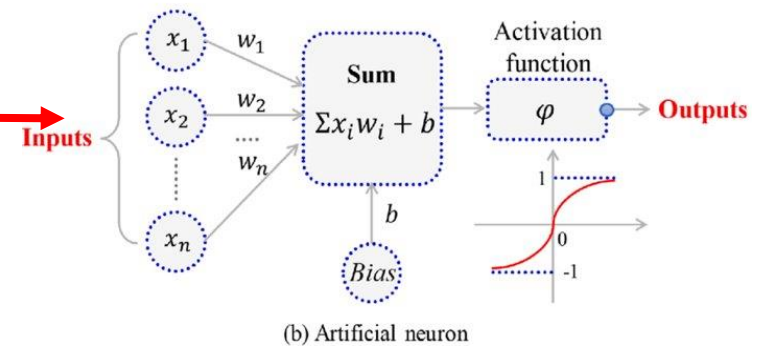 Inputs
x₁
x₂
xₙ
w₁
w₂
....
wₙ
Sum
Σxᵢwᵢ + b
b
Bias
Activation
function
φ
Outputs
1
0
-1
(b) Artificial neuron